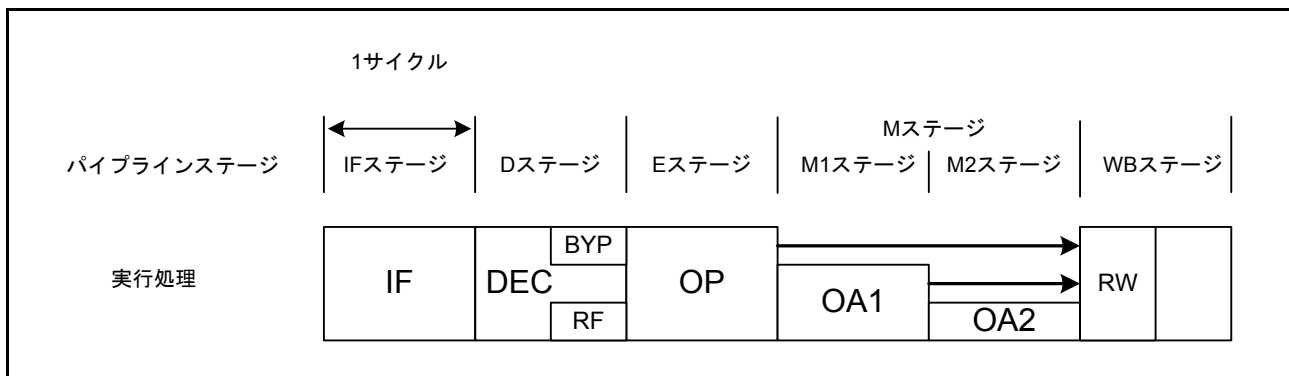 1サイクル
Mステージ
パイプラインステージ IFステージ Dステージ Eステージ M1ステージ M2ステージ WBステージ
実行処理 IF DEC BYP RF OP OA1 OA2 RW